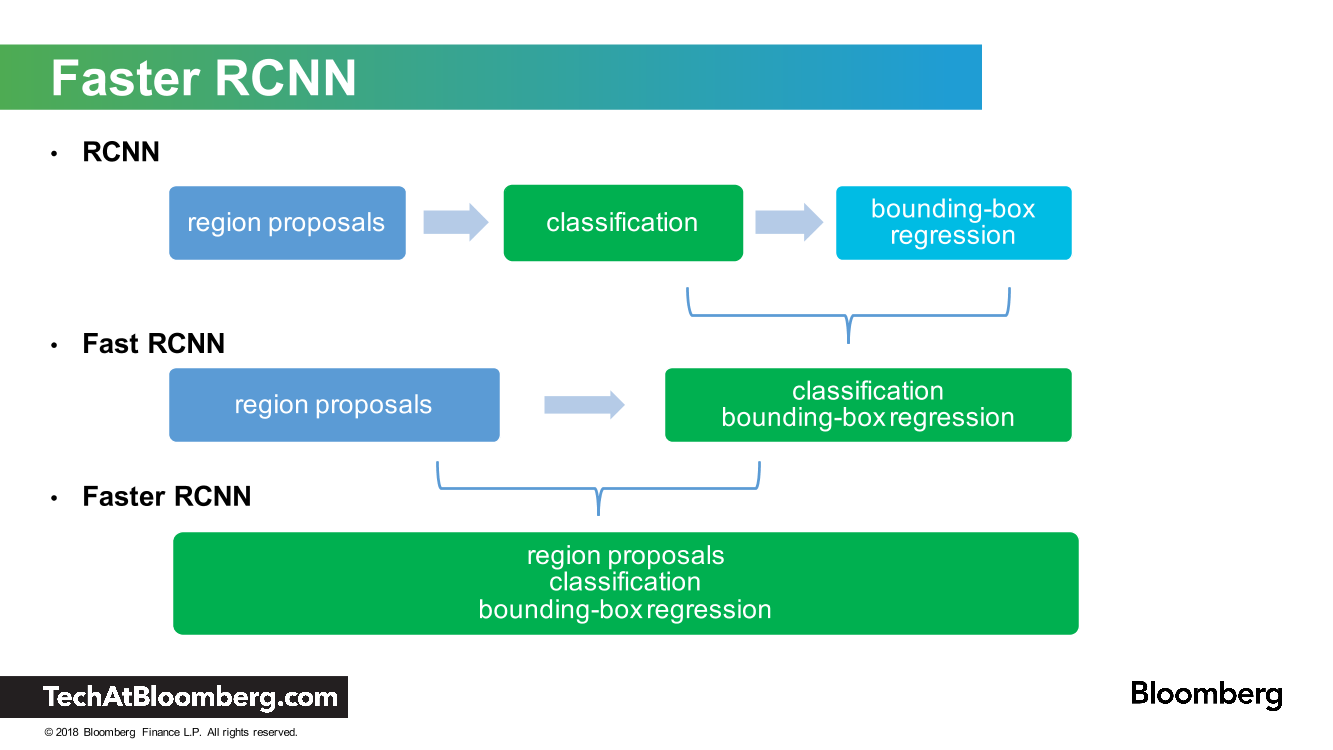 Faster RCNN
• RCNN
region proposals
classification
bounding-box
regression
• Fast RCNN
region proposals
classification
bounding-box regression
• Faster RCNN
region proposals
classification
bounding-box regression
TechAtBloomberg.com
Bloomberg
© 2018 Bloomberg Finance L.P. All rights reserved.